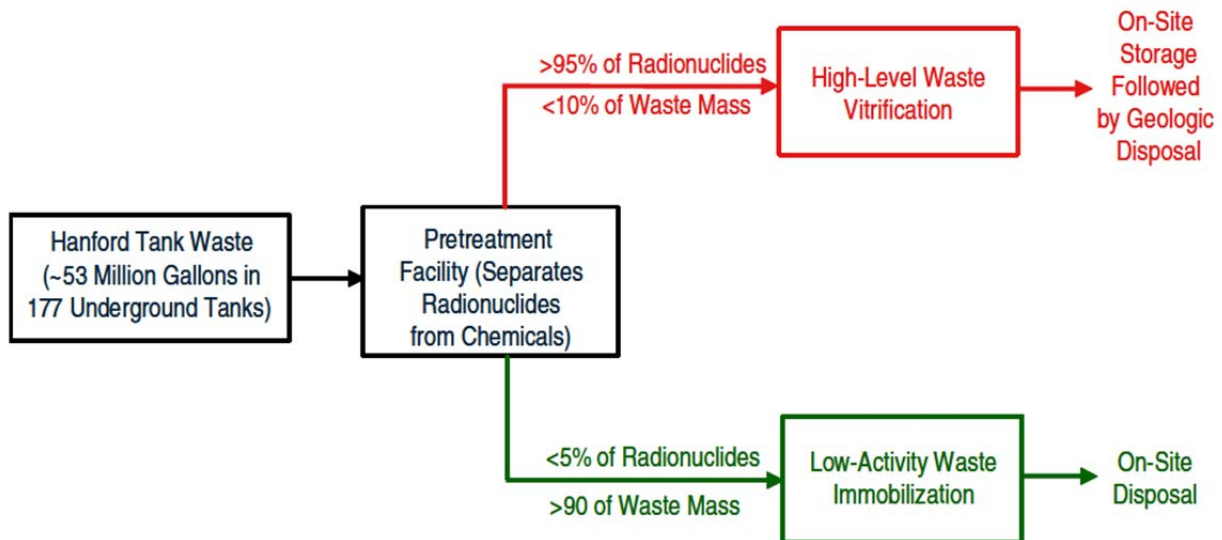 Hanford Tank Waste
(~53 Million Gallons in
177 Underground Tanks)
Pretreatment
Facility (Separates
Radionuclides
from Chemicals)
>95% of Radionuclides
<10% of Waste Mass
High-Level Waste
Vitrification
On-Site
Storage
Followed
by Geologic
Disposal
<5% of Radionuclides
>90 of Waste Mass
Low-Activity Waste
Immobilization
On-Site
Disposal